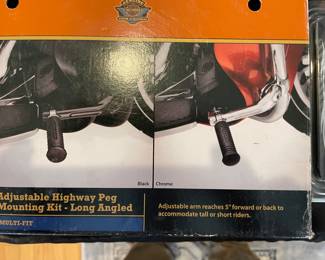 Black
Chrome
Adjustable Highway Peg
Mounting Kit - Long Angled
MULTI-FIT
Adjustable arm reaches 5" forward or back to
accommodate tall or short riders.